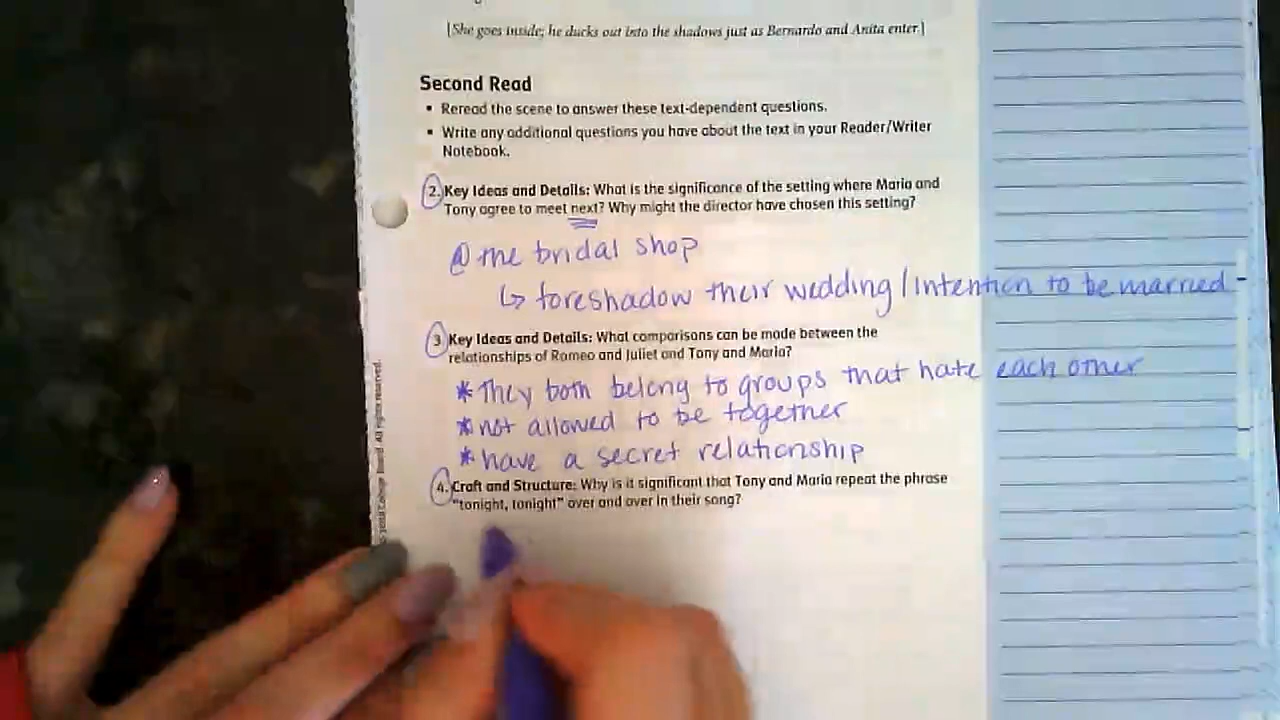 [She goes inside; he ducks out into the shadows just as Bernardo and Anita enter.]
Second Read
• Reread the scene to answer these text-dependent questions.
• Write any additional questions you have about the text in your Reader/Writer
Notebook.
2. Key Ideas and Details: What is the significance of the setting where Maria and
Tony agree to meet next? Why might the director have chosen this setting?
@ the bridal shop
↳ foreshadow their wedding/intention to be married
3. Key Ideas and Details: What comparisons can be made between the
relationships of Romeo and Juliet and Tony and Maria?
* They both belong to groups that hate each other
* not allowed to be together
* have a secret relationship
4. Craft and Structure: Why is it significant that Tony and Maria repeat the phrase
"tonight, tonight" over and over in their song?
Board. All rights reserved.